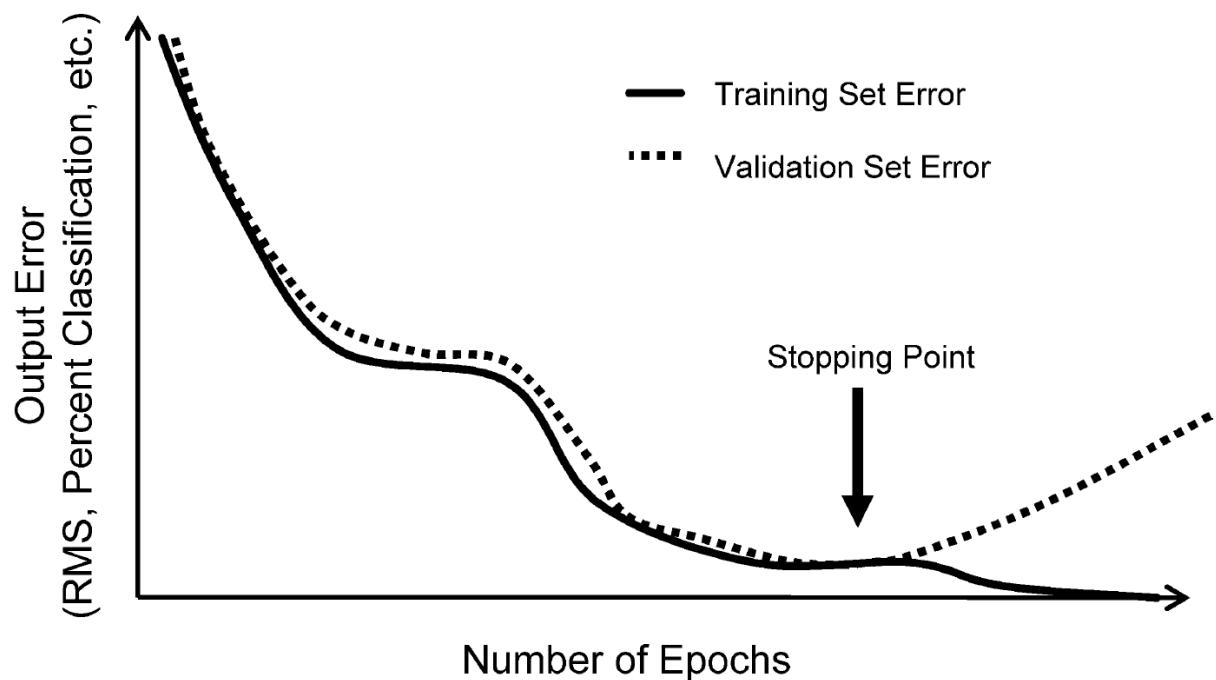 Output Error
(RMS, Percent Classification, etc.)
Training Set Error
Validation Set Error
Stopping Point
Number of Epochs